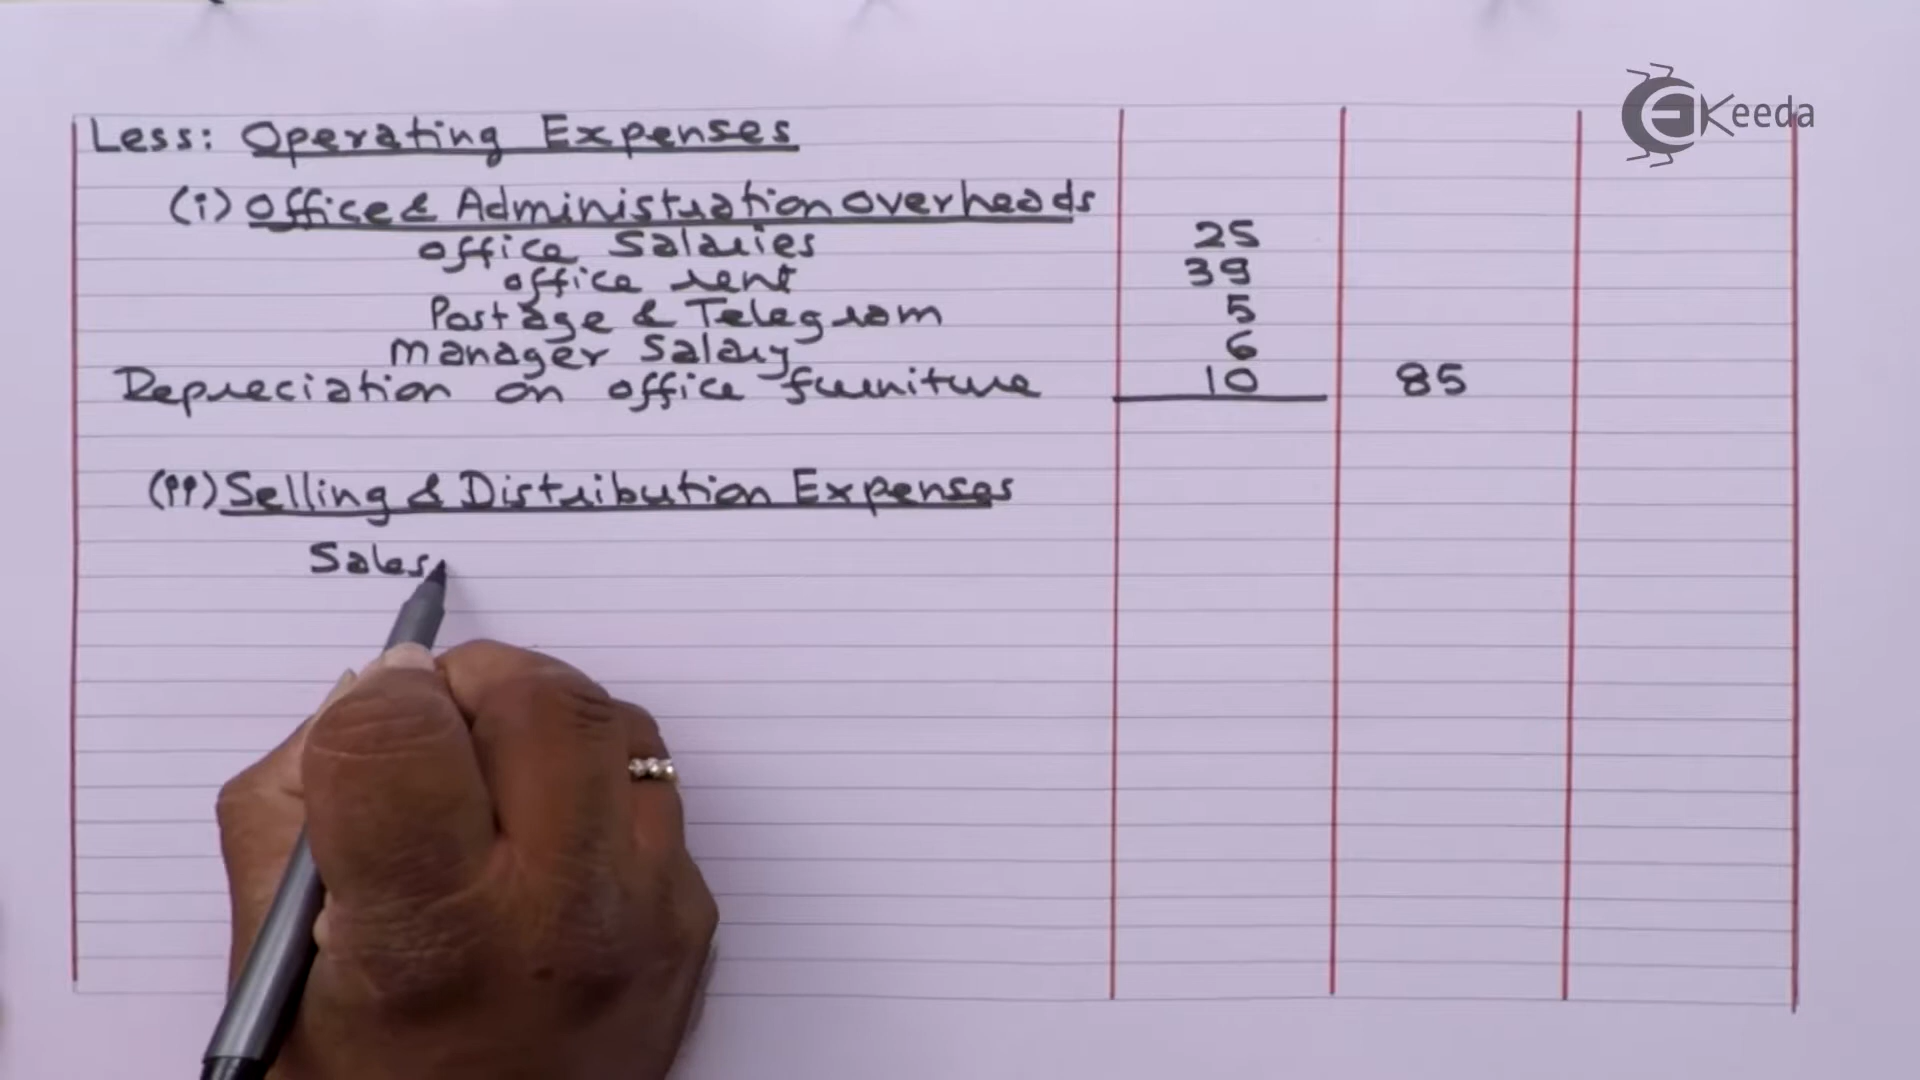 EKeeda
Less: Operating Expenses
(i) Office & Administration overheads
office Salaries 25
office rent 39
Postage & Telegram 5
Manager Salary 6
Depreciation on office furniture 10 85
(ii) Selling & Distribution Expenses
Sales